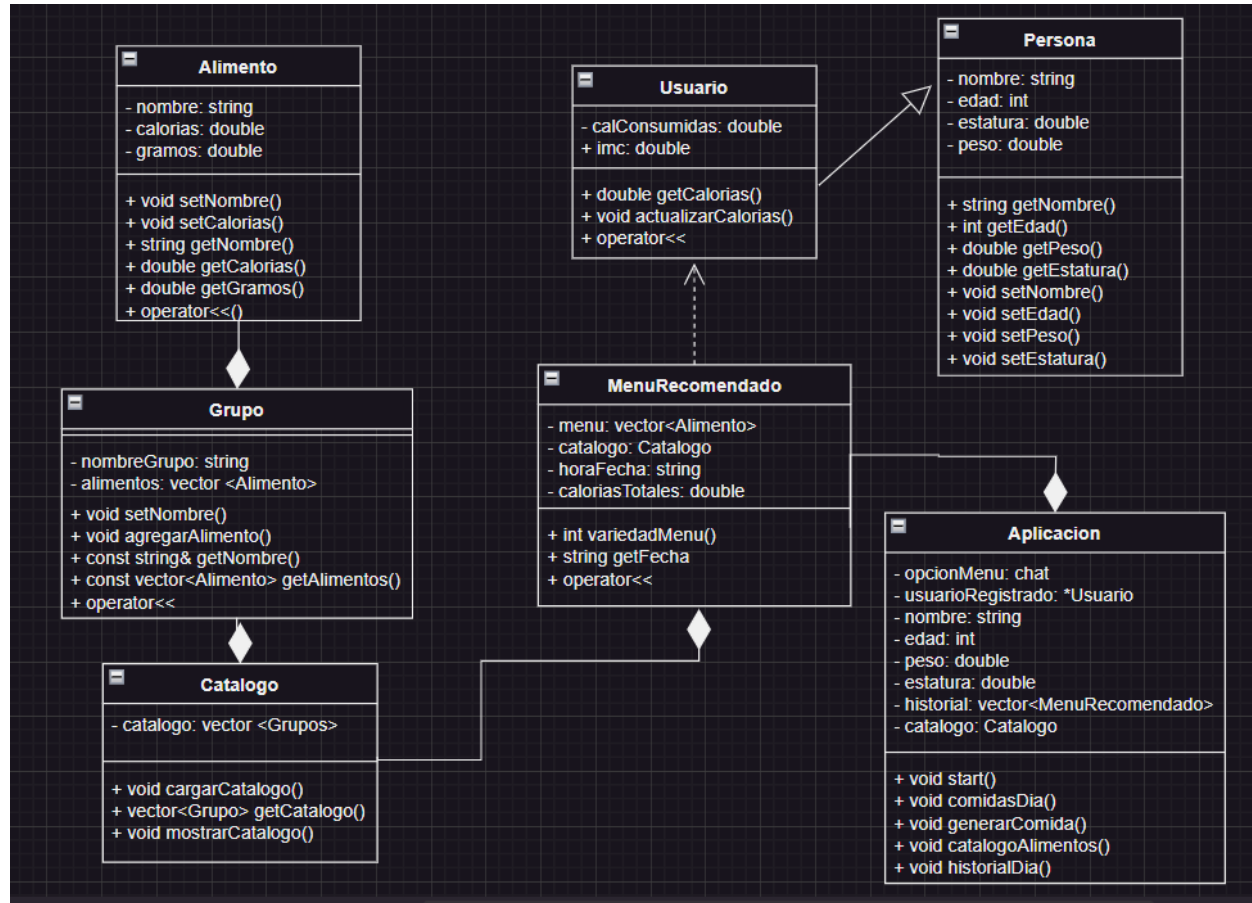 Alimento
- nombre: string
- calorias: double
- gramos: double
+ void setNombre()
+ void setCalorias()
+ string getNombre()
+ double getCalorias()
+ double getGramos()
+ operator<<()
Grupo
- nombreGrupo: string
- alimentos: vector <Alimento>
+ void setNombre()
+ void agregarAlimento()
+ const string& getNombre()
+ const vector<Alimento> getAlimentos()
+ operator<<
Catalogo
- catalogo: vector <Grupos>
+ void cargarCatalogo()
+ vector<Grupo> getCatalogo()
+ void mostrarCatalogo()
Usuario
- calConsumidas: double
+ imc: double
+ double getCalorias()
+ void actualizarCalorias()
+ operator<<
MenuRecomendado
- menu: vector<Alimento>
- catalogo: Catalogo
- horaFecha: string
- caloriasTotales: double
+ int variedadMenu()
+ string getFecha
+ operator<<
Persona
- nombre: string
- edad: int
- estatura: double
- peso: double
+ string getNombre()
+ int getEdad()
+ double getPeso()
+ double getEstatura()
+ void setNombre()
+ void setEdad()
+ void setPeso()
+ void setEstatura()
Aplicacion
- opcionMenu: chat
- usuarioRegistrado: *Usuario
- nombre: string
- edad: int
- peso: double
- estatura: double
- historial: vector<MenuRecomendado>
- catalogo: Catalogo
+ void start()
+ void comidasDia()
+ void generarComida()
+ void catalogoAlimentos()
+ void historialDia()